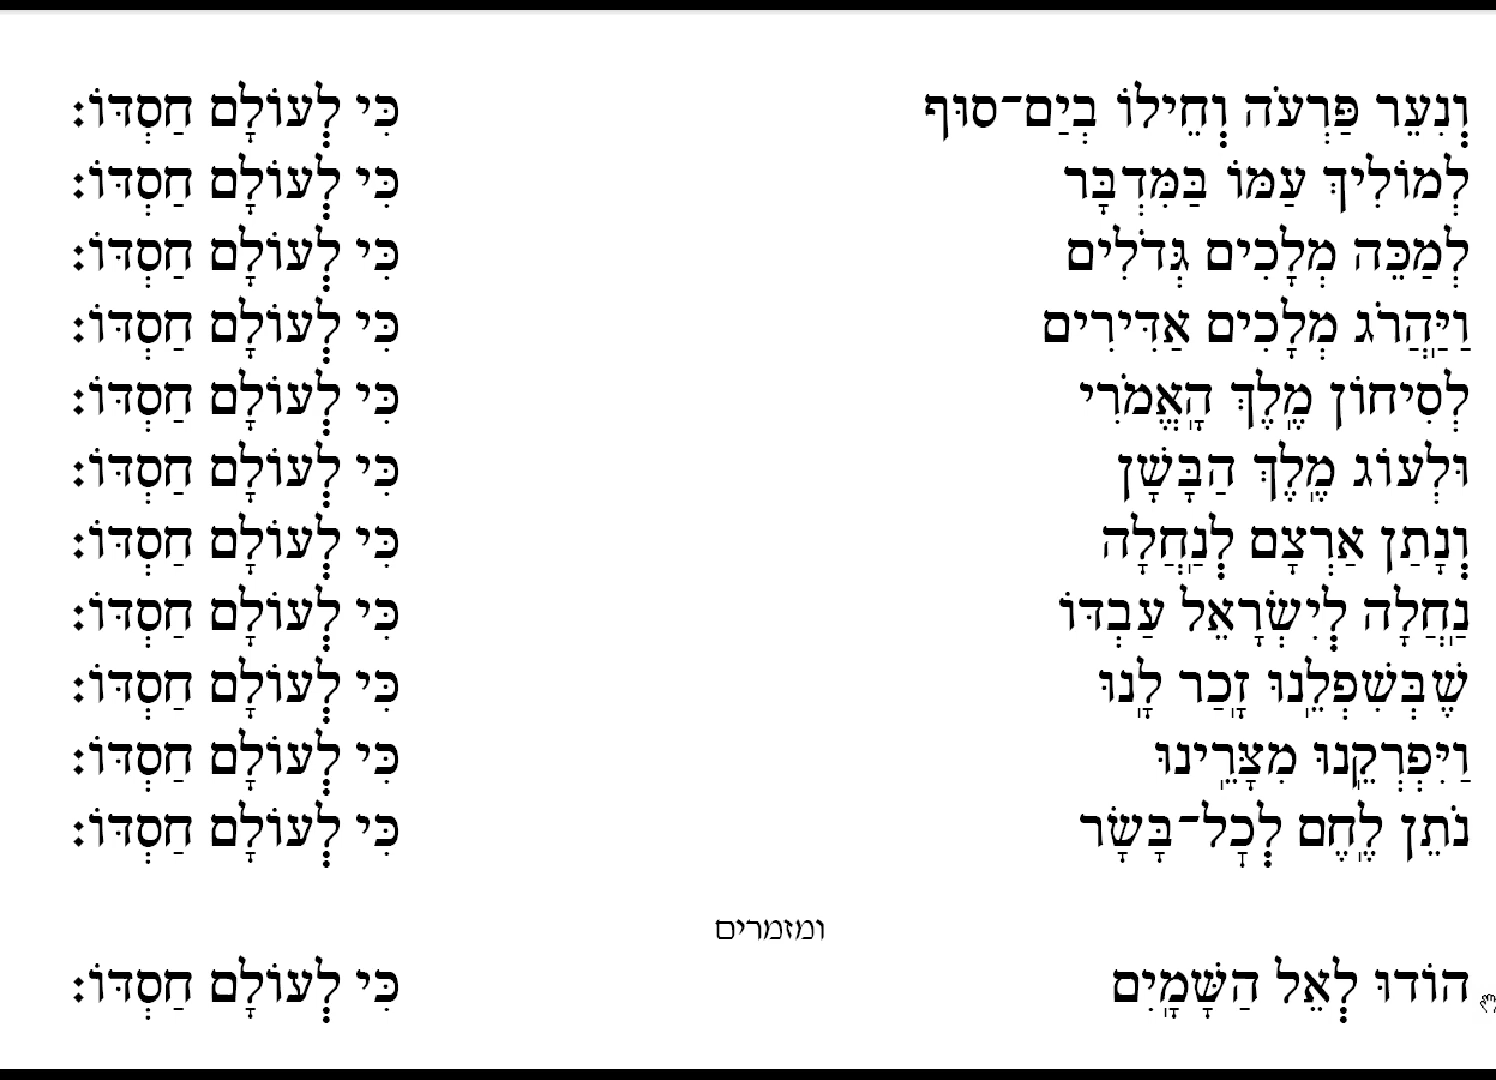 וְנִעֵר פַּרְעֹה וְחֵילוֹ בְיַם־סוּף כִּי לְעוֹלָם חַסְדּוֹ:
לְמוֹלִיךְ עַמּוֹ בַּמִּדְבָּר כִּי לְעוֹלָם חַסְדּוֹ:
לְמַכֵּה מְלָכִים גְּדֹלִים כִּי לְעוֹלָם חַסְדּוֹ:
וַיַּֽהֲרֹג מְלָכִים אַדִּירִים כִּי לְעוֹלָם חַסְדּוֹ:
לְסִיחוֹן מֶֽלֶךְ הָֽאֱמֹרִי כִּי לְעוֹלָם חַסְדּוֹ:
וּלְעוֹג מֶֽלֶךְ הַבָּשָׁן כִּי לְעוֹלָם חַסְדּוֹ:
וְנָתַן אַרְצָם לְנַֽחֲלָה כִּי לְעוֹלָם חַסְדּוֹ:
נַֽחֲלָה לְיִשְׂרָאֵל עַבְדּוֹ כִּי לְעוֹלָם חַסְדּוֹ:
שֶׁבְּשִׁפְלֵֽנוּ זָֽכַר לָֽנוּ כִּי לְעוֹלָם חַסְדּוֹ:
וַיִּפְרְקֵֽנוּ מִצָּרֵֽינוּ כִּי לְעוֹלָם חַסְדּוֹ:
נֹתֵן לֶֽחֶם לְכָל־בָּשָׂר כִּי לְעוֹלָם חַסְדּוֹ:
ומזמרים
הוֹדוּ לְאֵל הַשָּׁמָֽיִם כִּי לְעוֹלָם חַסְדּוֹ: